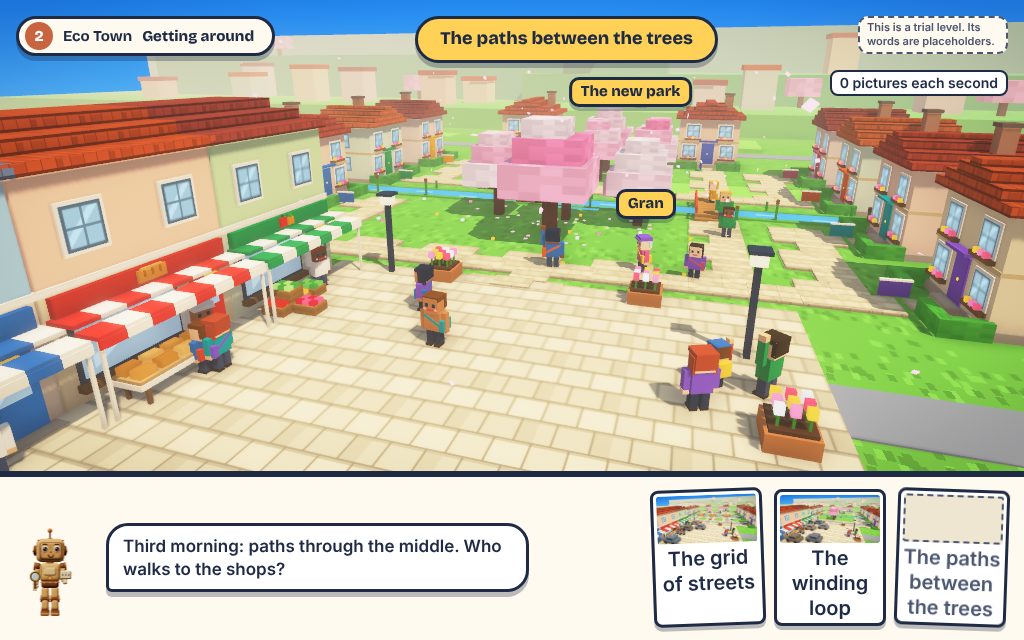 2 Eco Town Getting around
The paths between the trees
This is a trial level. Its
words are placeholders.
0 pictures each second
The new park
Gran
Third morning: paths through the middle. Who
walks to the shops?
The grid
of streets
The
winding
loop
The paths
between
the trees